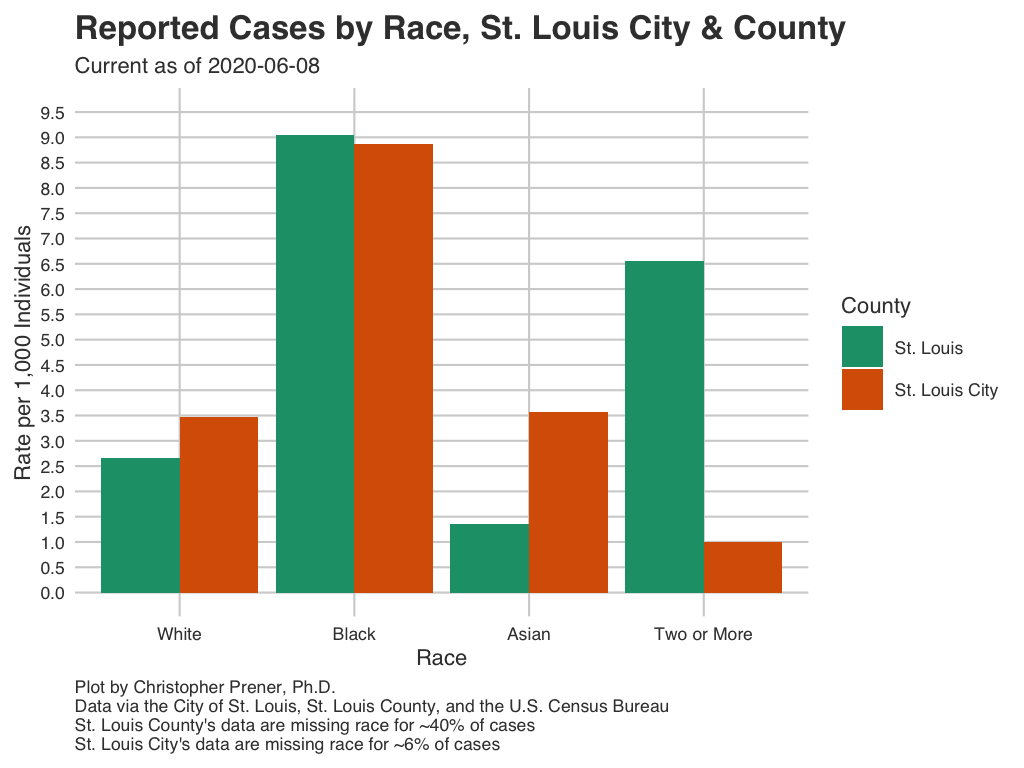 Reported Cases by Race, St. Louis City & County
Current as of 2020-06-08
Rate per 1,000 Individuals
9.5
9.0
8.5
8.0
7.5
7.0
6.5
6.0
5.5
5.0
4.5
4.0
3.5
3.0
2.5
2.0
1.5
1.0
0.5
0.0
White Black Asian Two or More
Race
County
St. Louis
St. Louis City
Plot by Christopher Prener, Ph.D.
Data via the City of St. Louis, St. Louis County, and the U.S. Census Bureau
St. Louis County's data are missing race for ~40% of cases
St. Louis City's data are missing race for ~6% of cases